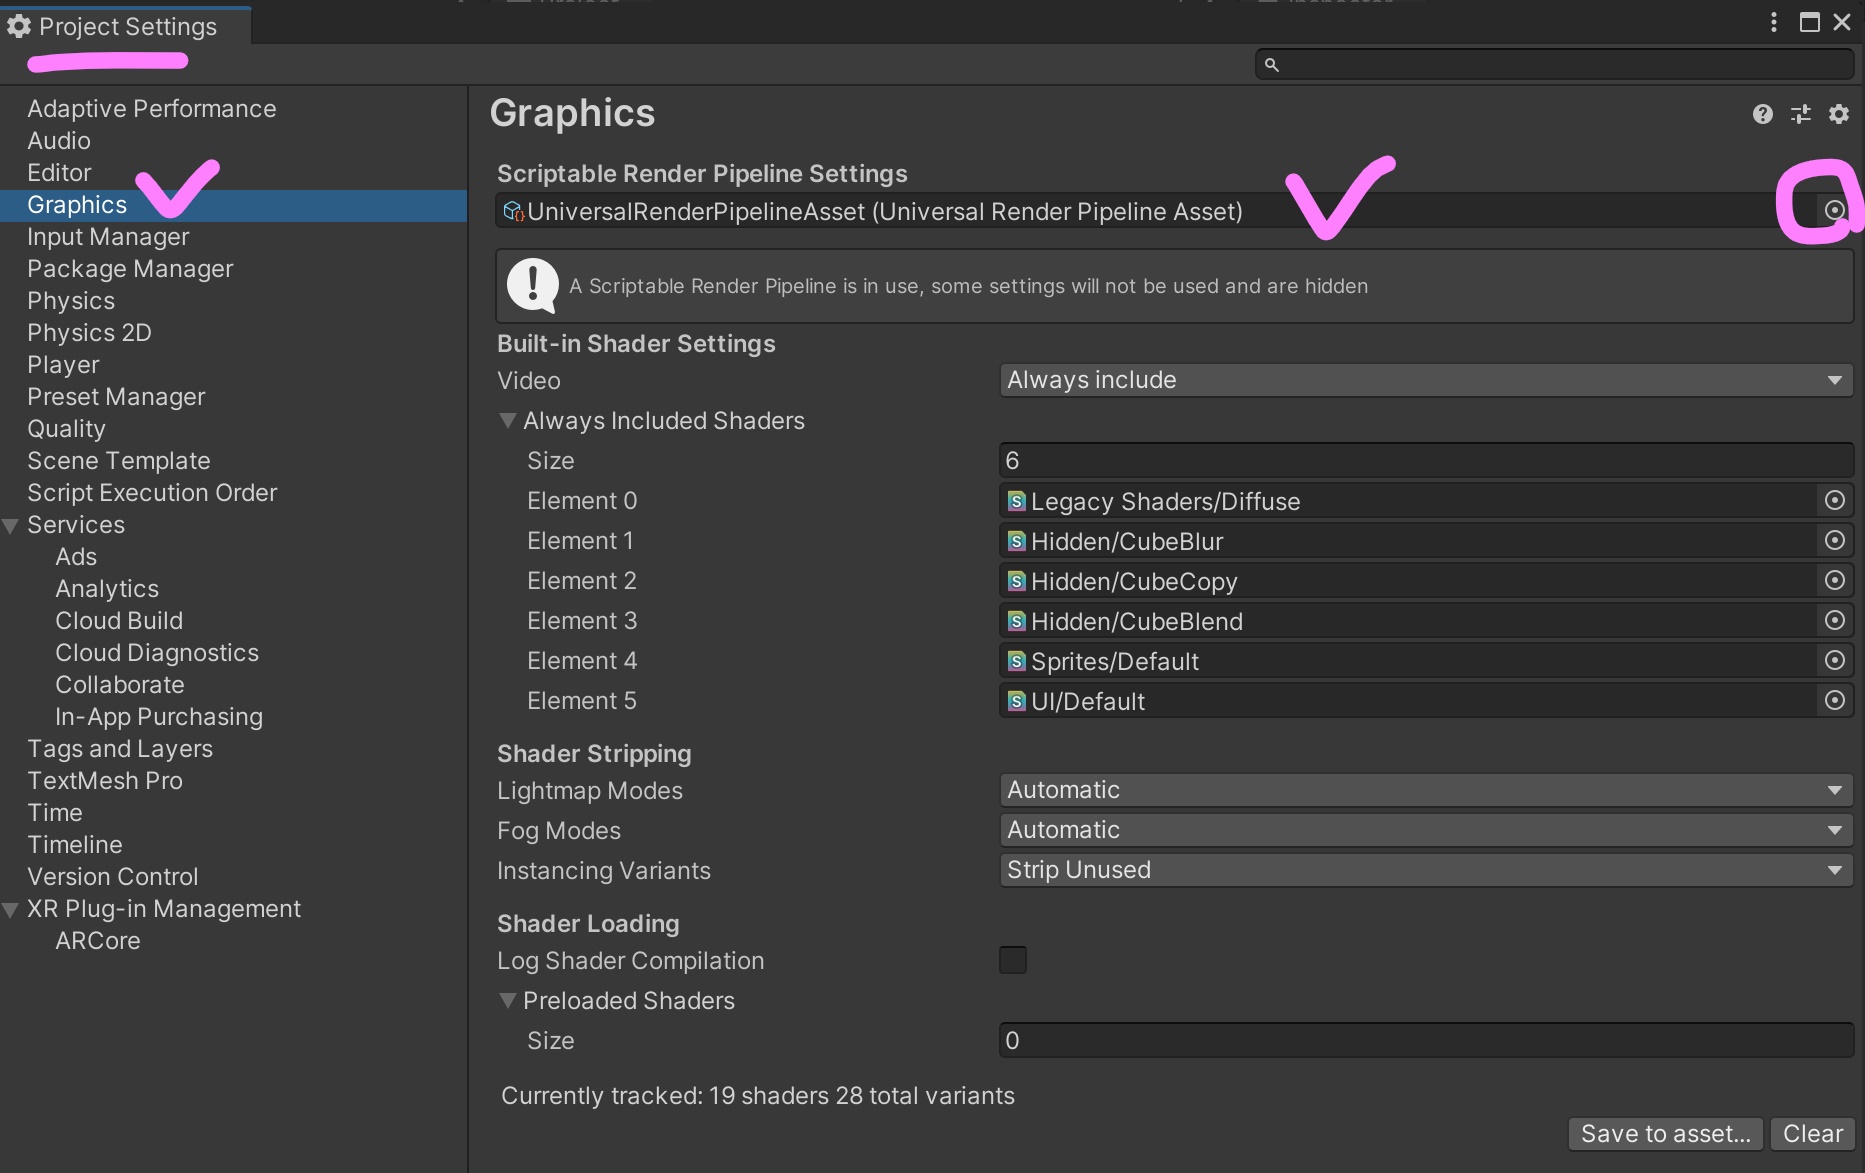 Project Settings
Adaptive Performance
Audio
Editor
Graphics
Input Manager
Package Manager
Physics
Physics 2D
Player
Preset Manager
Quality
Scene Template
Script Execution Order
Services
Ads
Analytics
Cloud Build
Cloud Diagnostics
Collaborate
In-App Purchasing
Tags and Layers
TextMesh Pro
Time
Timeline
Version Control
XR Plug-in Management
ARCore
Graphics
Scriptable Render Pipeline Settings
UniversalRenderPipelineAsset (Universal Render Pipeline Asset)
A Scriptable Render Pipeline is in use, some settings will not be used and are hidden
Built-in Shader Settings
Video Always include
Always Included Shaders
Size 6
Element 0 Legacy Shaders/Diffuse
Element 1 Hidden/CubeBlur
Element 2 Hidden/CubeCopy
Element 3 Hidden/CubeBlend
Element 4 Sprites/Default
Element 5 UI/Default
Shader Stripping
Lightmap Modes Automatic
Fog Modes Automatic
Instancing Variants Strip Unused
Shader Loading
Log Shader Compilation
Preloaded Shaders
Size 0
Currently tracked: 19 shaders 28 total variants
Save to asset... Clear